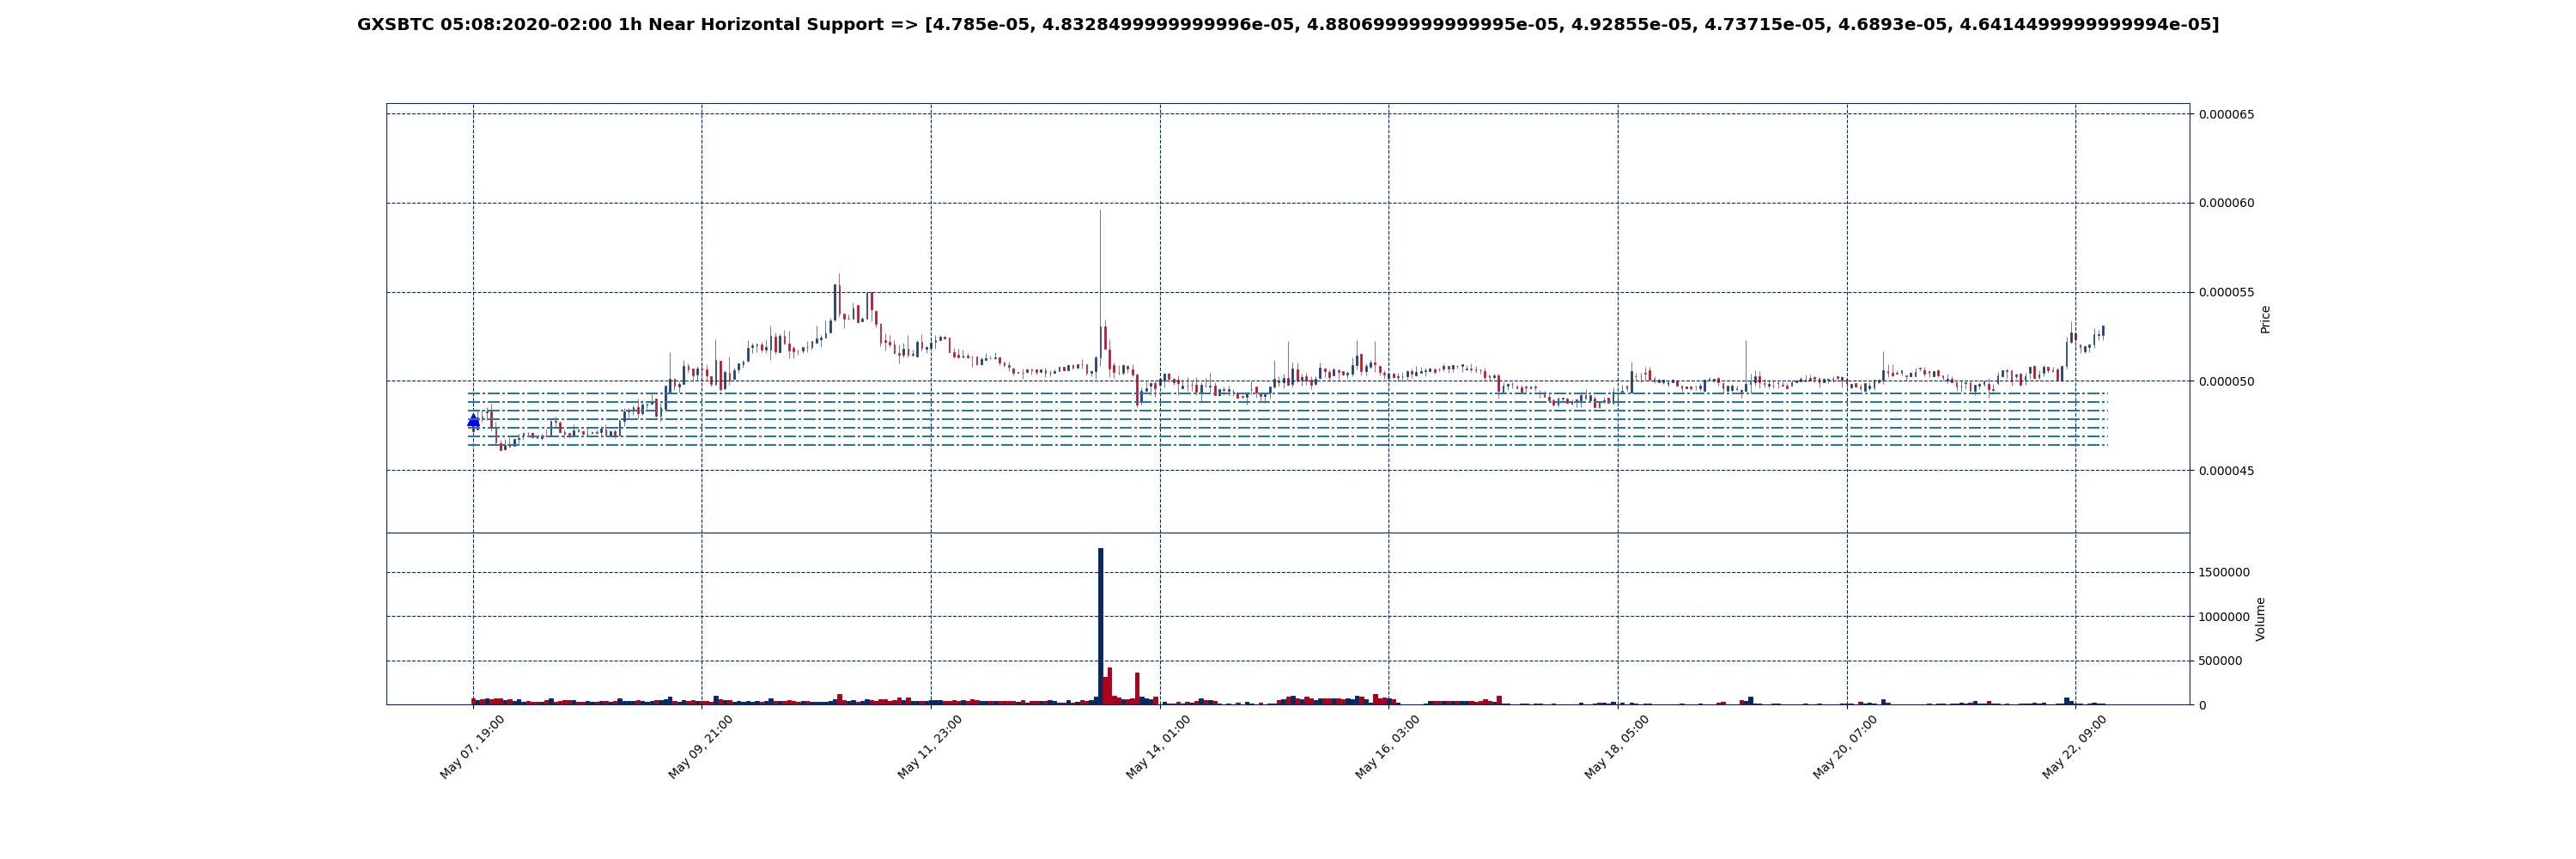 GXSBTC 05:08:2020-02:00 1h Near Horizontal Support => [4.785e-05, 4.8328499999999996e-05, 4.8806999999999995e-05, 4.92855e-05, 4.73715e-05, 4.6893e-05, 4.6414499999999994e-05]
0.000065
0.000060
0.000055
0.000050
0.000045
Price
1500000
1000000
500000
0
Volume
May 07, 19:00
May 09, 21:00
May 11, 23:00
May 14, 01:00
May 16, 03:00
May 18, 05:00
May 20, 07:00
May 22, 09:00